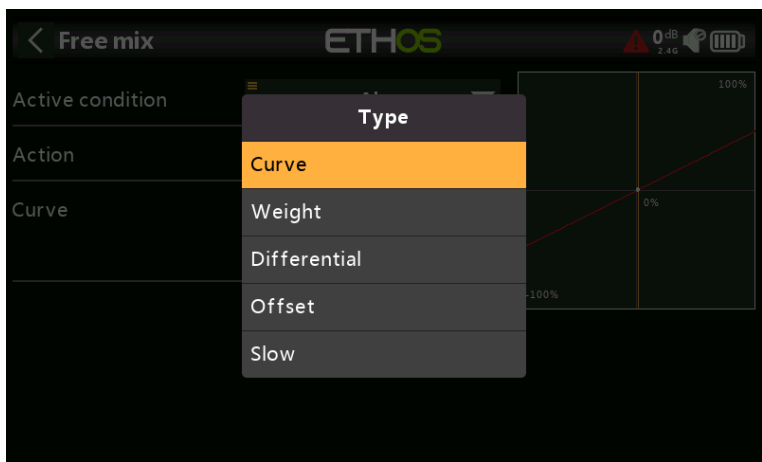 Free mix
ETHOS
0dB
2.4G
Active condition
100%
Type
Action
Curve
Curve
Weight
0%
Differential
Offset
-100%
Slow